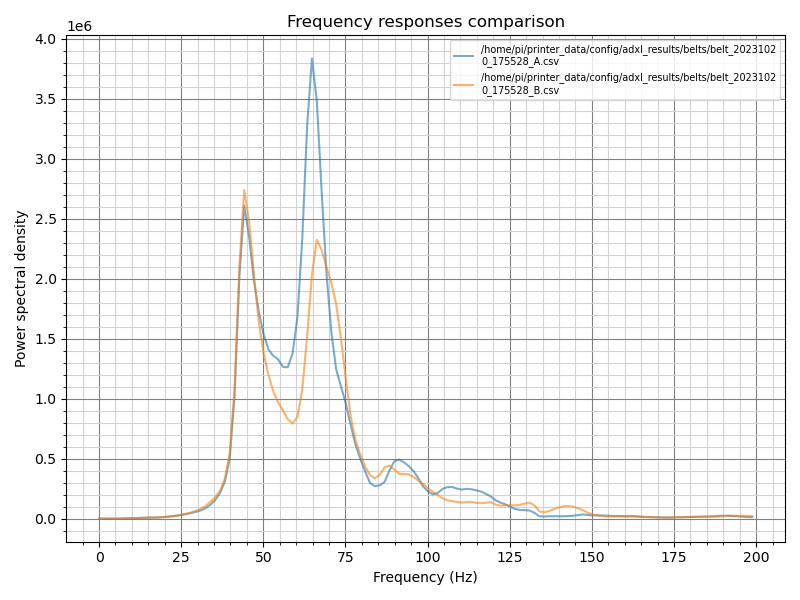 Frequency responses comparison
1e6
/home/pi/printer_data/config/adxl_results/belts/belt_2023102
0_175528_A.csv
/home/pi/printer_data/config/adxl_results/belts/belt_2023102
0_175528_B.csv
4.0
3.5
3.0
2.5
2.0
1.5
1.0
0.5
0.0
Power spectral density
0 25 50 75 100 125 150 175 200
Frequency (Hz)